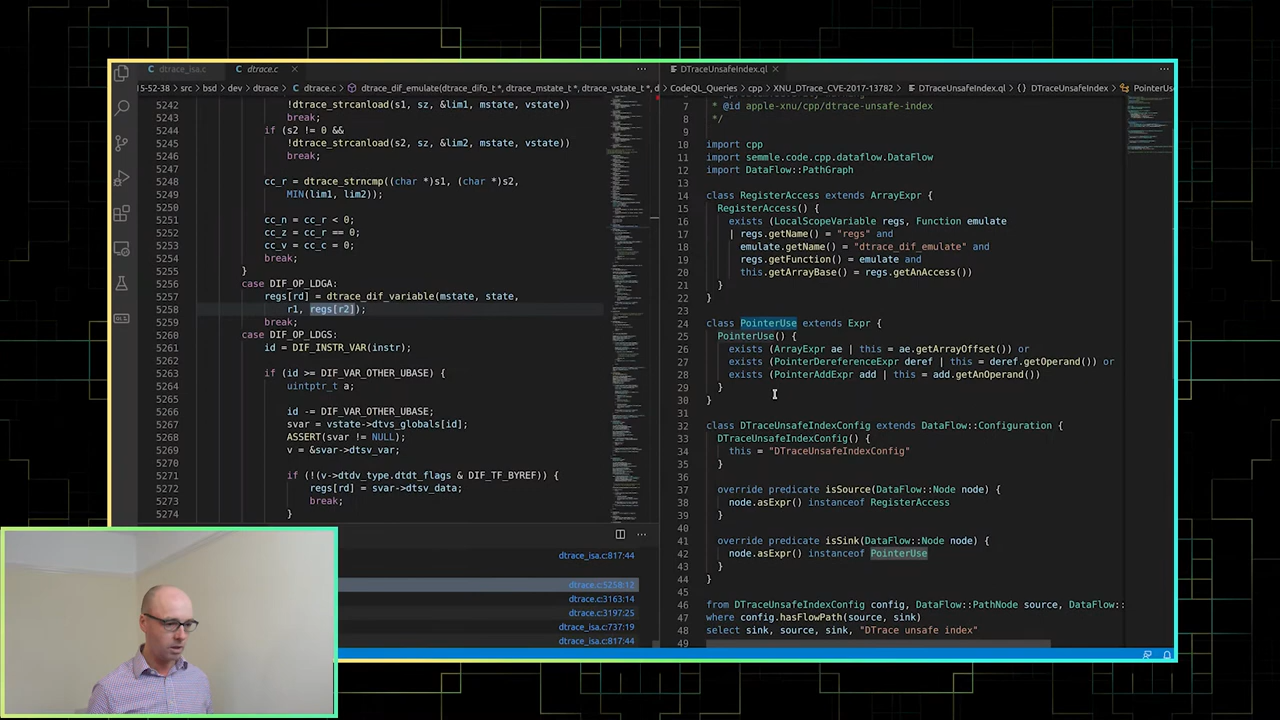 dtrace_isa.c
dtrace.c
15-52-38 › src › bsd › dev › dtrace › dtrace.c › dtrace_dif_emulate(dtrace_difo_t *, dtrace_mstate_t *, dtrace_vstate_t *, d
5242 !dtrace_strcanload(s1, sz, &lim1, mstate, vstate))
5243 break;
5244 if (s2 != 0 &&
5245 !dtrace_strcanload(s2, sz, &lim2, mstate, vstate))
5246 break;
5247
5248 cc_r = dtrace_strncmp((char *)s1, (char *)s2,
5249 MIN(lim1, lim2));
5250
5251 cc_n = cc_r < 0;
5252 cc_z = cc_r == 0;
5253 cc_v = cc_c = 0;
5254 break;
5255 }
5256 case DIF_OP_LDGA:
5257 regs[rd] = dtrace_dif_variable(mstate, state,
5258 r1, regs[r2]);
5259 break;
5260 case DIF_OP_LDGS:
5261 id = DIF_INSTR_VAR(instr);
5262
5263 if (id >= DIF_VAR_OTHER_UBASE) {
5264 uintptr_t a;
5265
5266 id -= DIF_VAR_OTHER_UBASE;
5267 svar = vstate->dtvs_globals[id];
5268 ASSERT(svar != NULL);
5269 v = &svar->dtsv_var;
5270
5271 if (!(v->dtdv_type.dtdt_flags & DIF_TF_BYREF)) {
5272 regs[rd] = svar->dtsv_data;
5273 break;
5274 }
dtrace_isa.c:817:44
dtrace.c:5258:12
dtrace.c:3163:14
dtrace.c:3197:25
dtrace_isa.c:737:19
dtrace_isa.c:817:44
DTraceUnsafeIndex.ql
CodeQL_Queries › cpp › XNU_DTrace_CVE-2017-13782 › DTraceUnsafeIndex.ql › {} DTraceUnsafeIndex › PointerUs
7 * @id apple-xnu/cpp/dtrace-unsafe-index
8 */
9
10 import cpp
11 import semmle.code.cpp.dataflow.DataFlow
12 import DataFlow::PathGraph
13
14 class RegisterAccess extends ArrayExpr {
15 RegisterAccess() {
16 exists (LocalScopeVariable regs, Function emulate
17 | regs.getName() = "regs" and
18 emulate.getName() = "dtrace_dif_emulate" and
19 regs.getFunction() = emulate and
20 this.getArrayBase() = regs.getAnAccess())
21 }
22 }
23
24 class PointerUse extends Expr {
25 PointerUse() {
26 exists (ArrayExpr ae | this = ae.getArrayOffset()) or
27 exists (PointerDereferenceExpr deref | this = deref.getOperand()) or
28 exists (PointerAddExpr add | this = add.getAnOperand())
29 }
30 }
31
32 class DTraceUnsafeIndexConfig extends DataFlow::Configuration {
33 DTraceUnsafeIndexConfig() {
34 this = "DTraceUnsafeIndexConfig"
35 }
36
37 override predicate isSource(DataFlow::Node node) {
38 node.asExpr() instanceof RegisterAccess
39 }
40
41 override predicate isSink(DataFlow::Node node) {
42 node.asExpr() instanceof PointerUse
43 }
44 }
45
46 from DTraceUnsafeIndexConfig config, DataFlow::PathNode source, DataFlow::
47 where config.hasFlowPath(source, sink)
48 select sink, source, sink, "DTrace unsafe index"
49